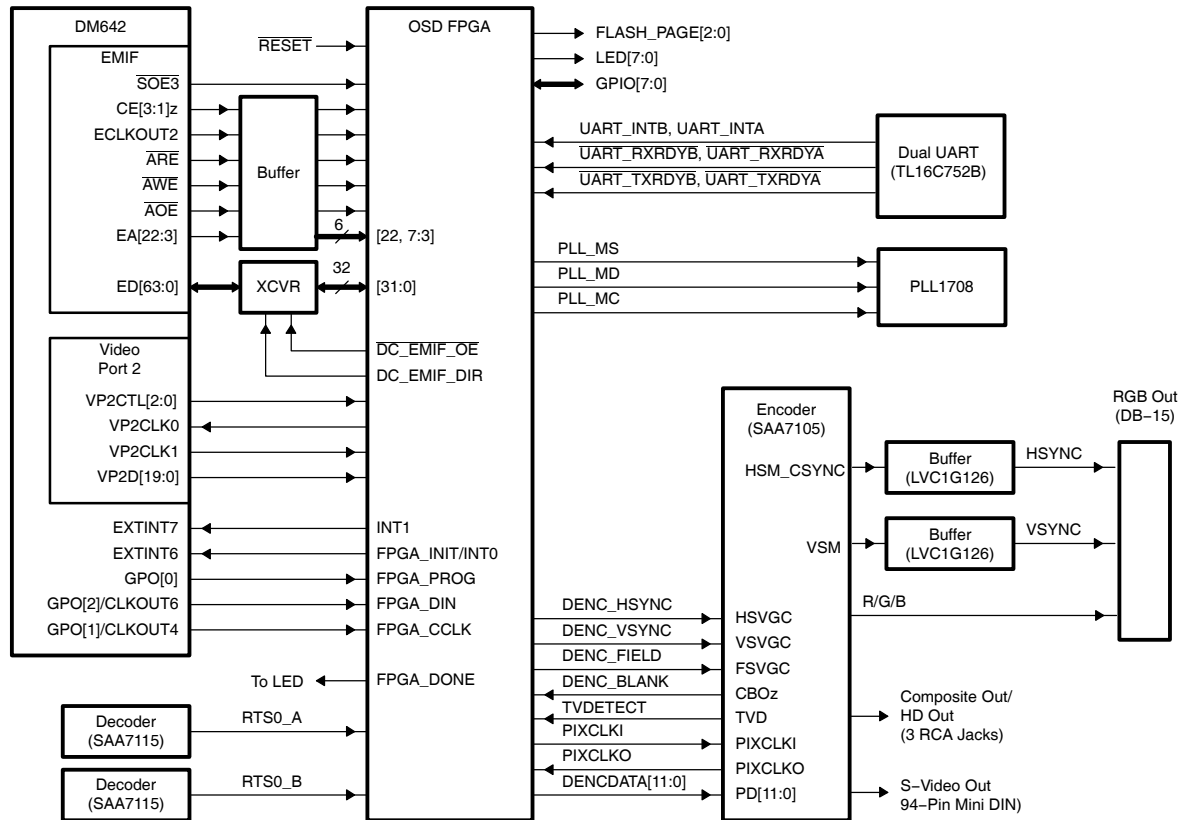 DM642
EMIF
SOE3
CE[3:1]z
ECLKOUT2
ARE
AWE
AOE
EA[22:3]
ED[63:0]
Video
Port 2
VP2CTL[2:0]
VP2CLK0
VP2CLK1
VP2D[19:0]
EXTINT7
EXTINT6
GPO[0]
GPO[2]/CLKOUT6
GPO[1]/CLKOUT4
To LED
Decoder
(SAA7115)
RTS0_A
Decoder
(SAA7115)
RTS0_B
RESET
Buffer
6
XCVR
32
OSD FPGA
[22, 7:3]
[31:0]
DC_EMIF_OE
DC_EMIF_DIR
INT1
FPGA_INIT/INT0
FPGA_PROG
FPGA_DIN
FPGA_CCLK
FPGA_DONE
FLASH_PAGE[2:0]
LED[7:0]
GPIO[7:0]
UART_INTB, UART_INTA
UART_RXRDYB, UART_RXRDYA
UART_TXRDYB, UART_TXRDYA
Dual UART
(TL16C752B)
PLL_MS
PLL_MD
PLL_MC
PLL1708
DENC_HSYNC
DENC_VSYNC
DENC_FIELD
DENC_BLANK
TVDETECT
PIXCLKI
PIXCLKO
DENCDATA[11:0]
Encoder
(SAA7105)
HSM_CSYNC
VSM
HSVGC
VSVGC
FSVGC
CBOz
TVD
PIXCLKI
PIXCLKO
PD[11:0]
Buffer
(LVC1G126)
HSYNC
Buffer
(LVC1G126)
VSYNC
R/G/B
RGB Out
(DB−15)
Composite Out/
HD Out
(3 RCA Jacks)
S−Video Out
94−Pin Mini DIN)